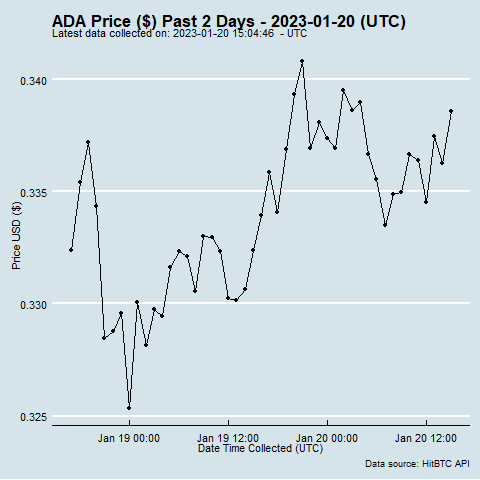 ADA Price ($) Past 2 Days - 2023-01-20 (UTC)
Latest data collected on: 2023-01-20 15:04:46 - UTC
0.340
0.335
0.330
0.325
Price USD ($)
Jan 19 00:00 Jan 19 12:00 Jan 20 00:00 Jan 20 12:00
Date Time Collected (UTC)
Data source: HitBTC API